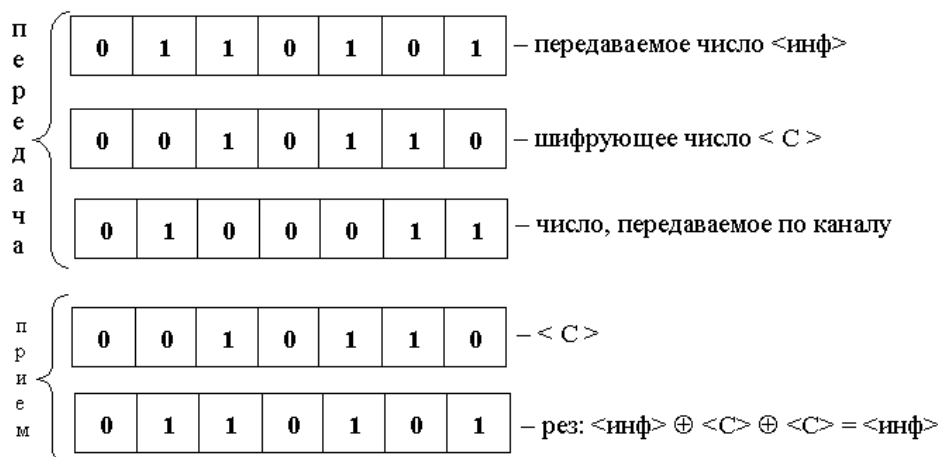 передача
0 1 1 0 1 0 1 – передаваемое число <инф>
0 0 1 0 1 1 0 – шифрующее число < C >
0 1 0 0 0 1 1 – число, передаваемое по каналу
прием
0 0 1 0 1 1 0 – < C >
0 1 1 0 1 0 1 – рез: <инф> ⊕ <C> ⊕ <C> = <инф>